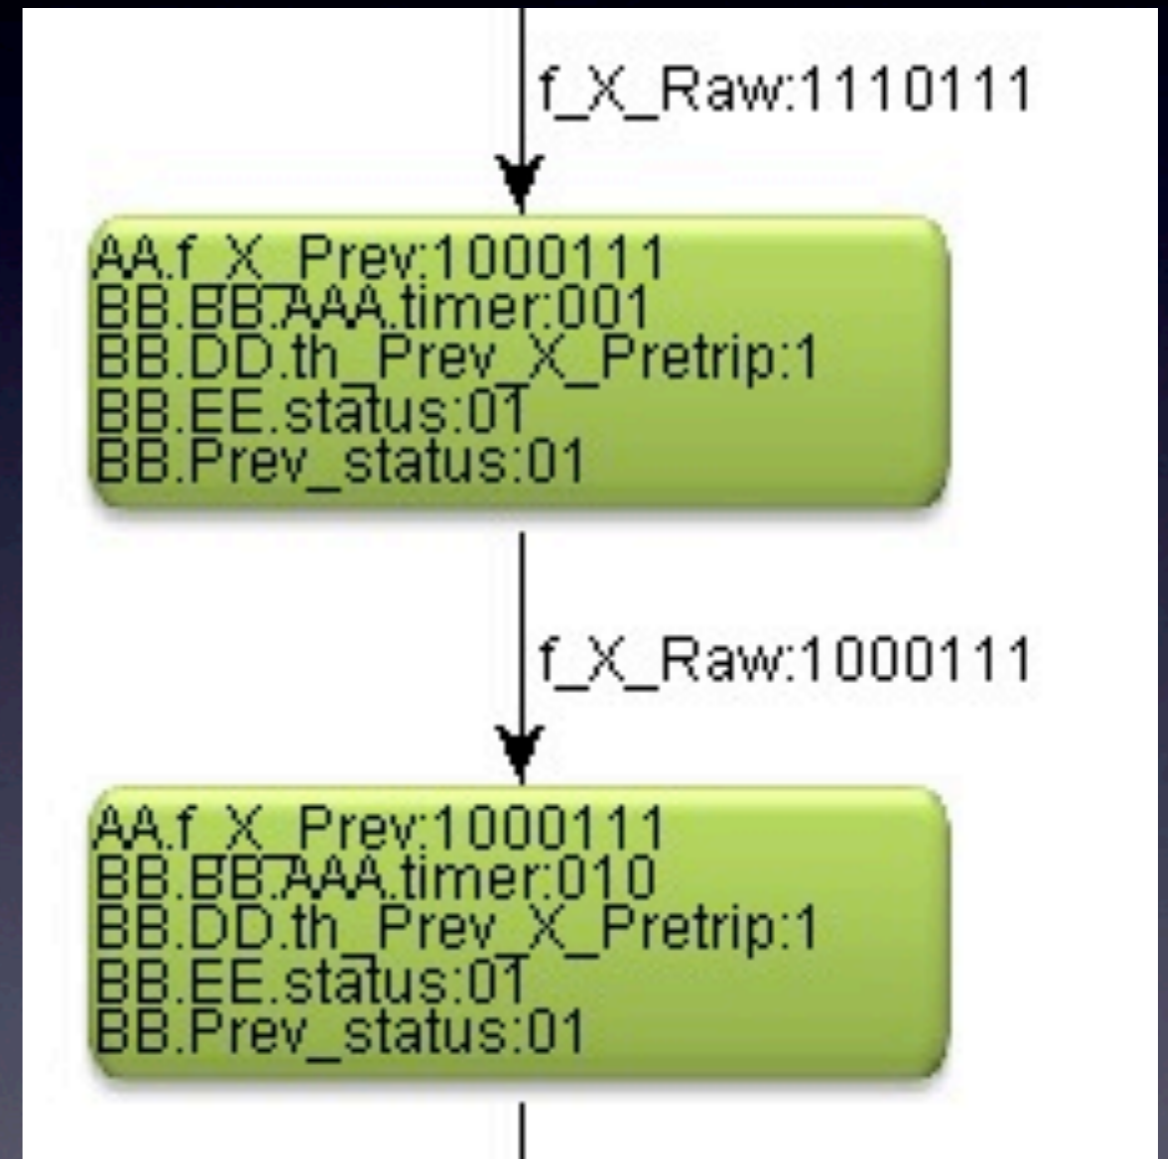 f_X_Raw:1110111
AA.f_X_Prev:1000111
BB.BB.AAA.timer:001
BB.DD.th_Prev_X_Pretrip:1
BB.EE.status:01
BB.Prev_status:01
f_X_Raw:1000111
AA.f_X_Prev:1000111
BB.BB.AAA.timer:010
BB.DD.th_Prev_X_Pretrip:1
BB.EE.status:01
BB.Prev_status:01